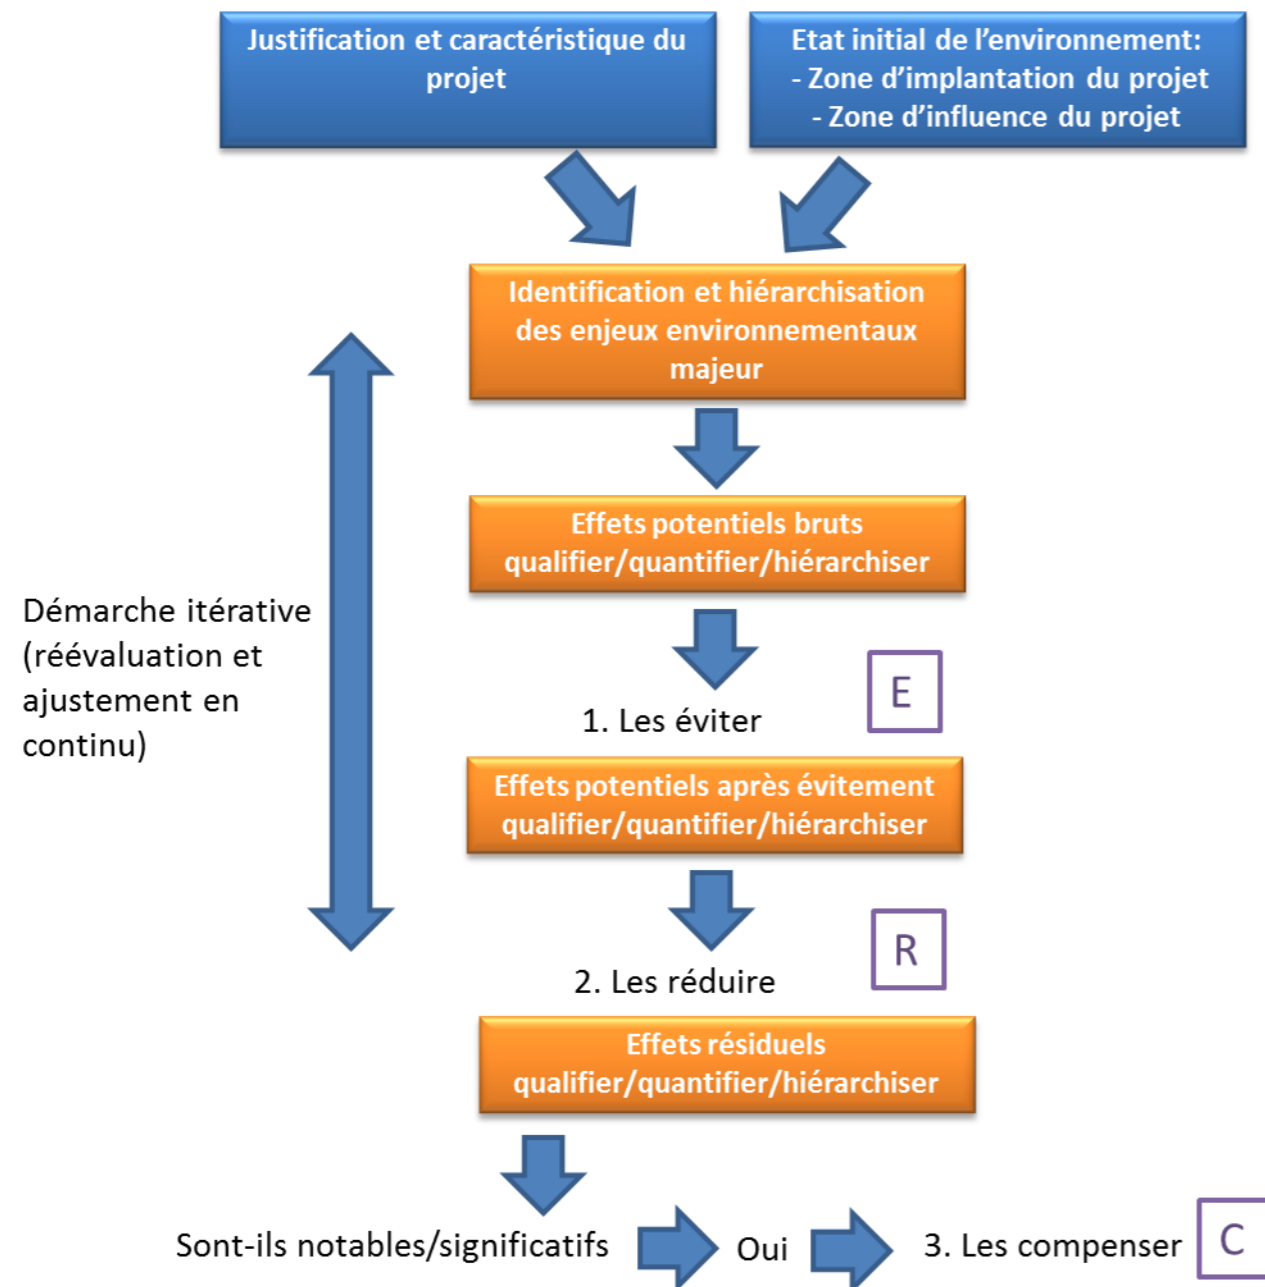 Justification et caractéristique du
projet
Etat initial de l'environnement:
- Zone d'implantation du projet
- Zone d'influence du projet
Identification et hiérarchisation
des enjeux environnementaux
majeur
Effets potentiels bruts
qualifier/quantifier/hiérarchiser
Démarche itérative
(réévaluation et
ajustement en
continu)
1. Les éviter
E
Effets potentiels après évitement
qualifier/quantifier/hiérarchiser
2. Les réduire
R
Effets résiduels
qualifier/quantifier/hiérarchiser
Sont-ils notables/significatifs
Oui
3. Les compenser
C